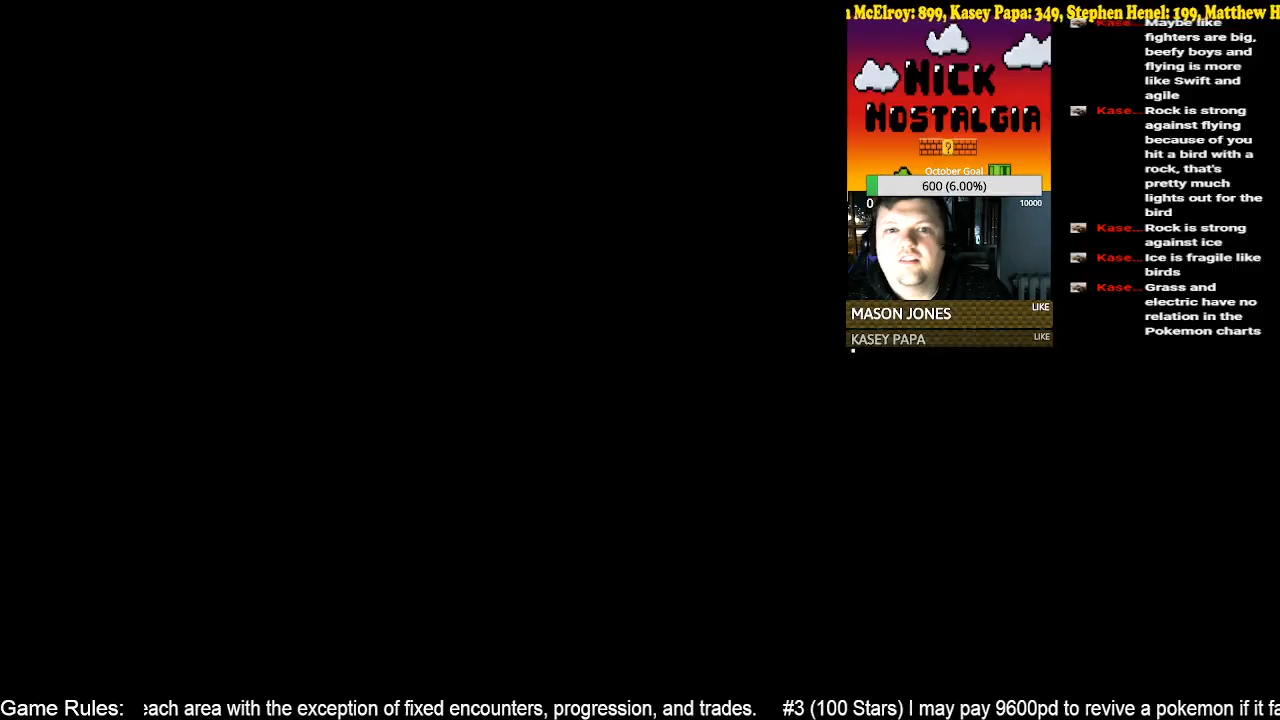 McElroy: 899, Kasey Papa: 349, Stephen Henel: 199, Matthew
NICK
NOSTALGIA
?
October Goal
600 (6.00%)
0 10000
MASON JONES LIKE
KASEY PAPA LIKE
Kase... Maybe like
fighters are big,
beefy boys and
flying is more
like Swift and
agile
Kase... Rock is strong
against flying
because of you
hit a bird with a
rock, that's
pretty much
lights out for the
bird
Kase... Rock is strong
against ice
Kase... Ice is fragile like
birds
Kase... Grass and
electric have no
relation in the
Pokemon charts
Game Rules: each area with the exception of fixed encounters, progression, and trades. #3 (100 Stars) I may pay 9600pd to revive a pokemon if it